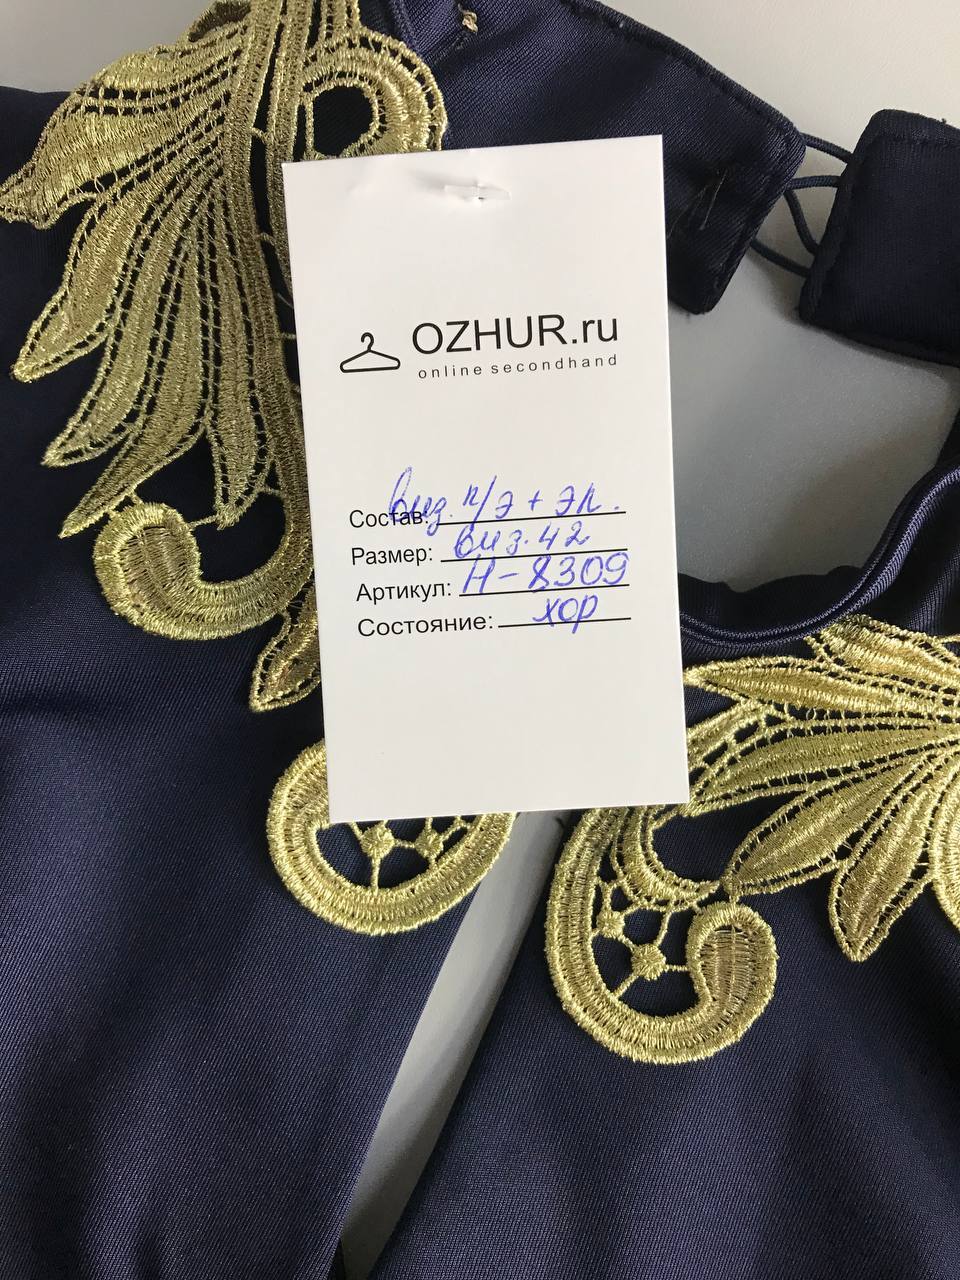 OZHUR.ru
online secondhand
Состав: виз. п/э + эл.
Размер: виз. 42
Артикул: Н-8309
Состояние: хор